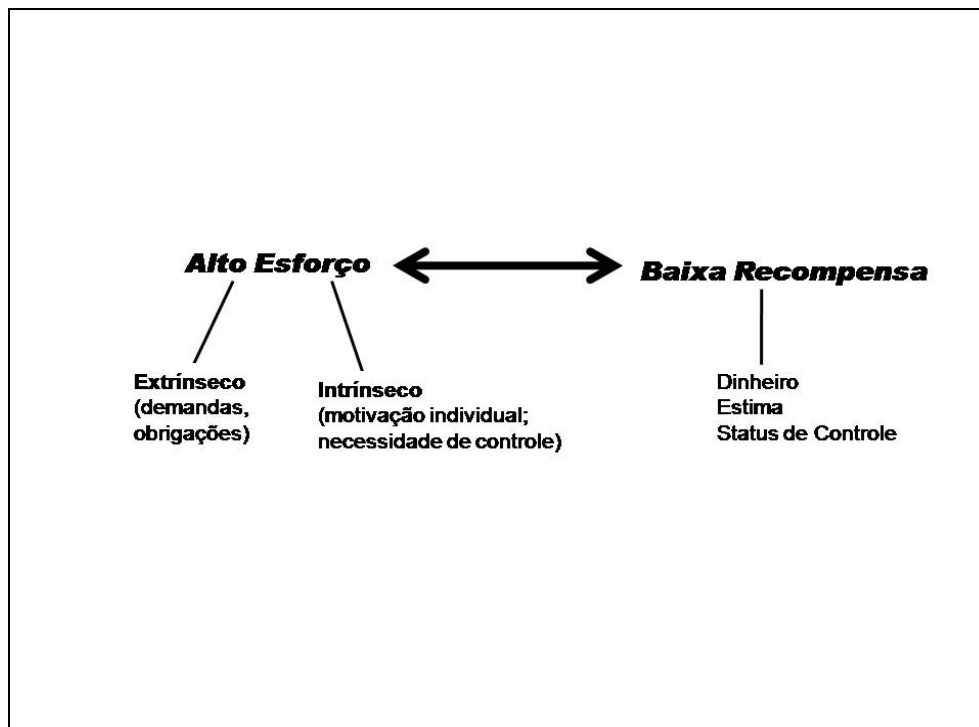 Alto Esforço
Baixa Recompensa
Extrínseco
(demandas,
obrigações)
Intrínseco
(motivação individual;
necessidade de controle)
Dinheiro
Estima
Status de Controle